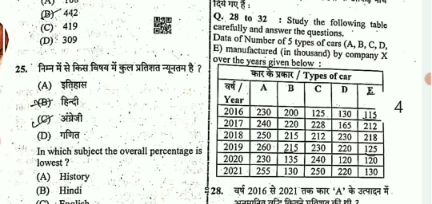 (B) 442
(C) 419
(D) 309
25. निम्न में से किस विषय में कुल प्रतिशत न्यूनतम है ?
(A) इतिहास
(B) हिन्दी
(C) अंग्रेजी
(D) गणित
In which subject the overall percentage is
lowest ?
(A) History
(B) Hindi
दिये गए हैं :
Q. 28 to 32 : Study the following table
carefully and answer the questions.
Data of Number of 5 types of cars (A, B, C, D,
E) manufactured (in thousand) by company X
over the years given below :
वर्ष / Year कार के प्रकार / Types of car
A B C D E
2016 230 200 125 130 115
2017 240 220 228 165 212
2018 250 215 212 230 218
2019 260 215 230 220 125
2020 230 135 240 120 120
2021 255 130 250 220 130
4
28. वर्ष 2016 से 2021 तक कार 'A' के उत्पादन में